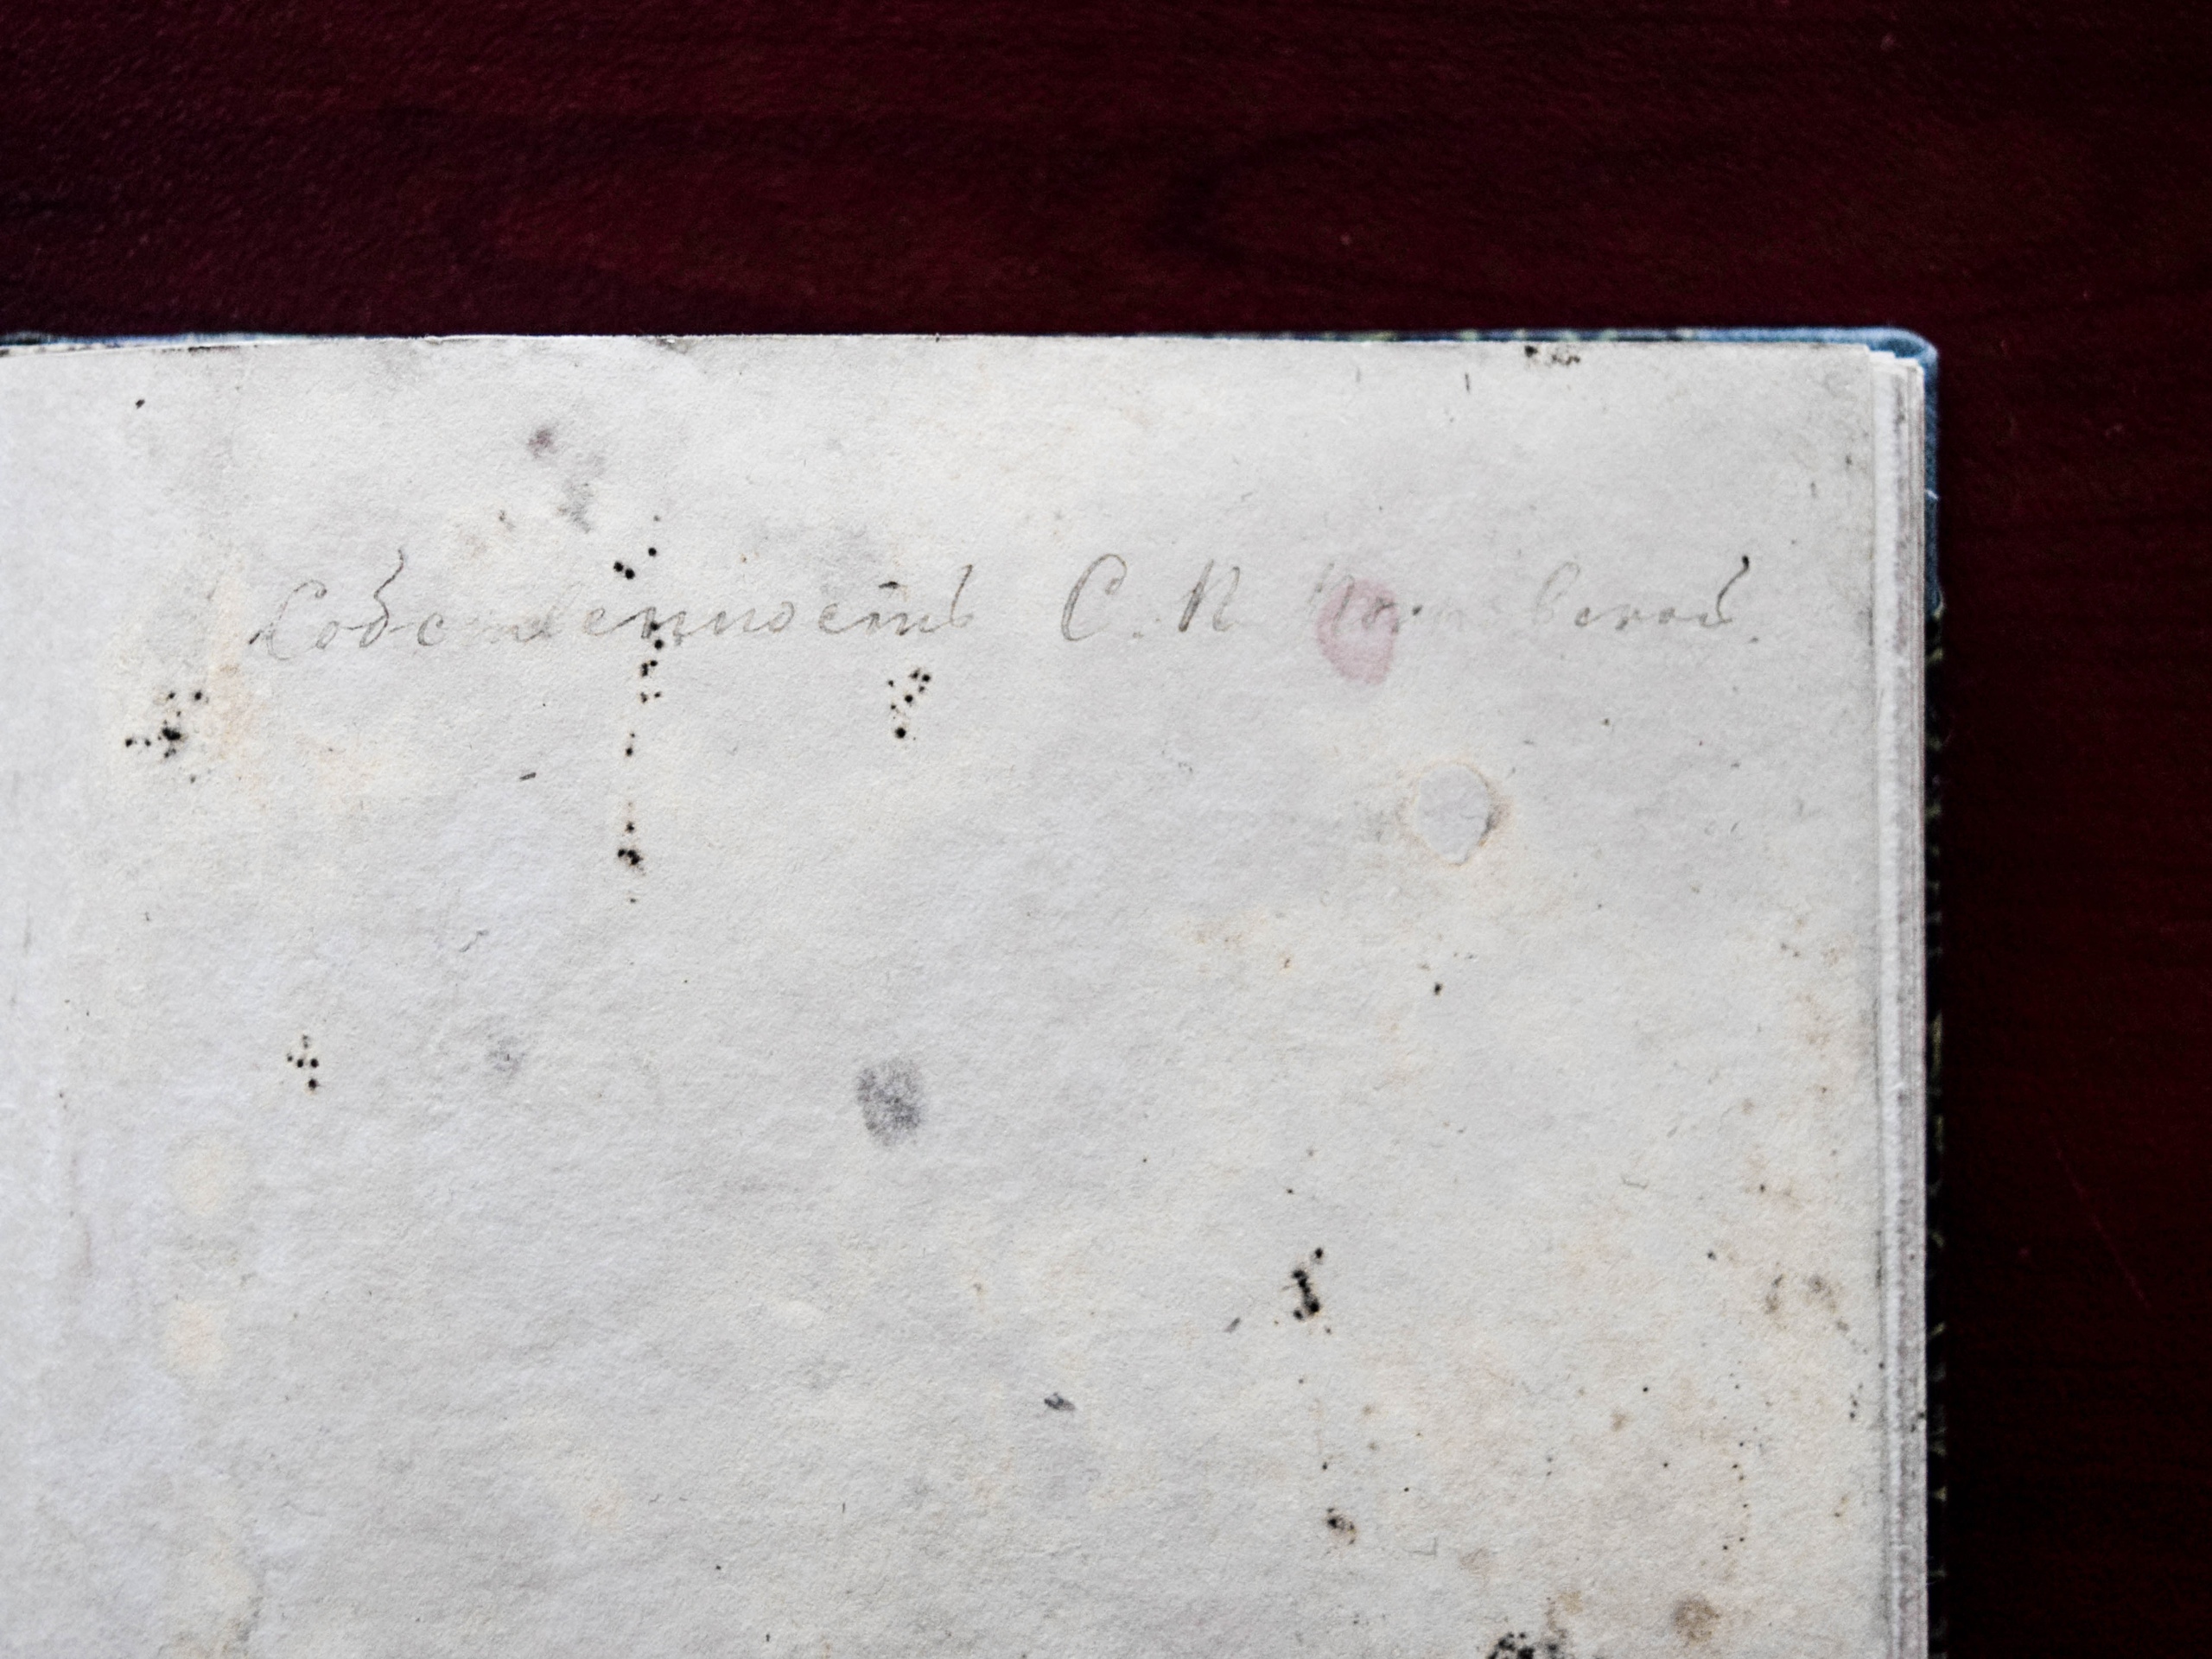 Собственность С. П.